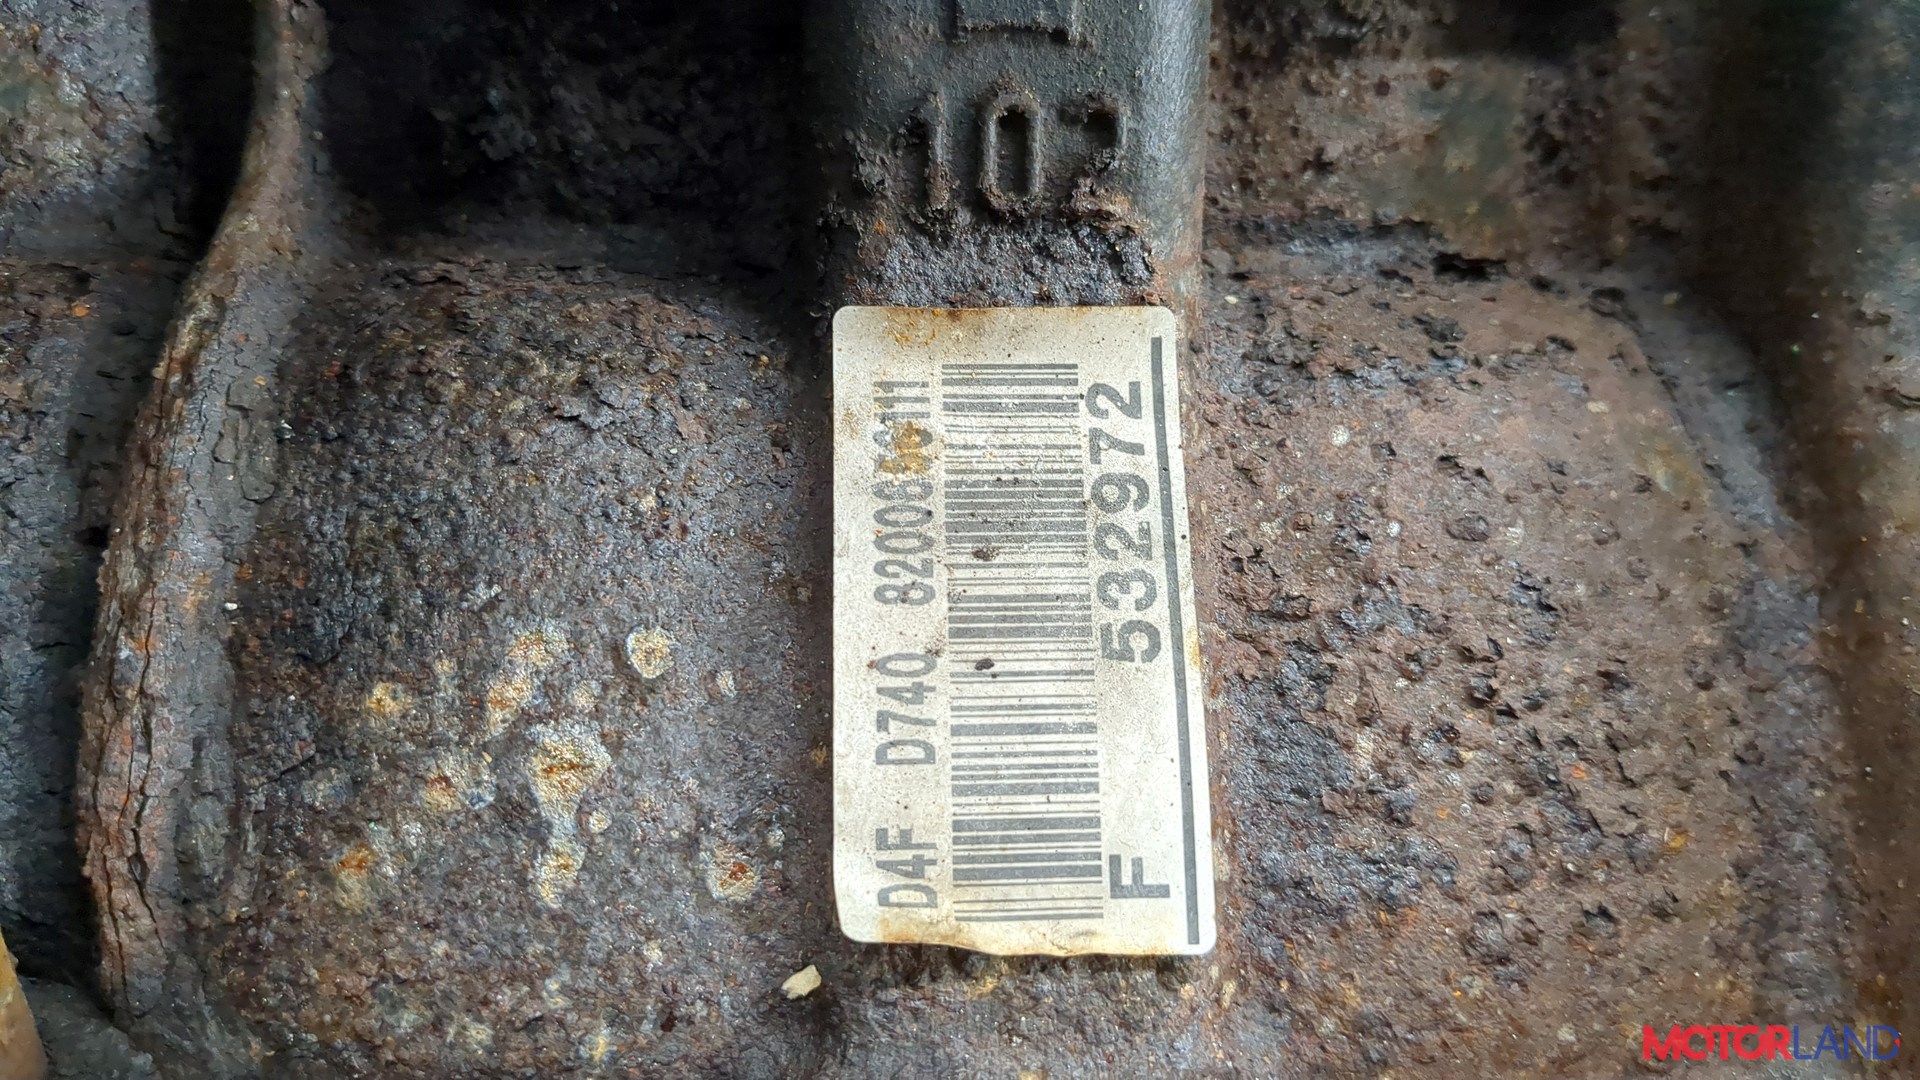 102
D4F D740
F 532972
MOTORLAND